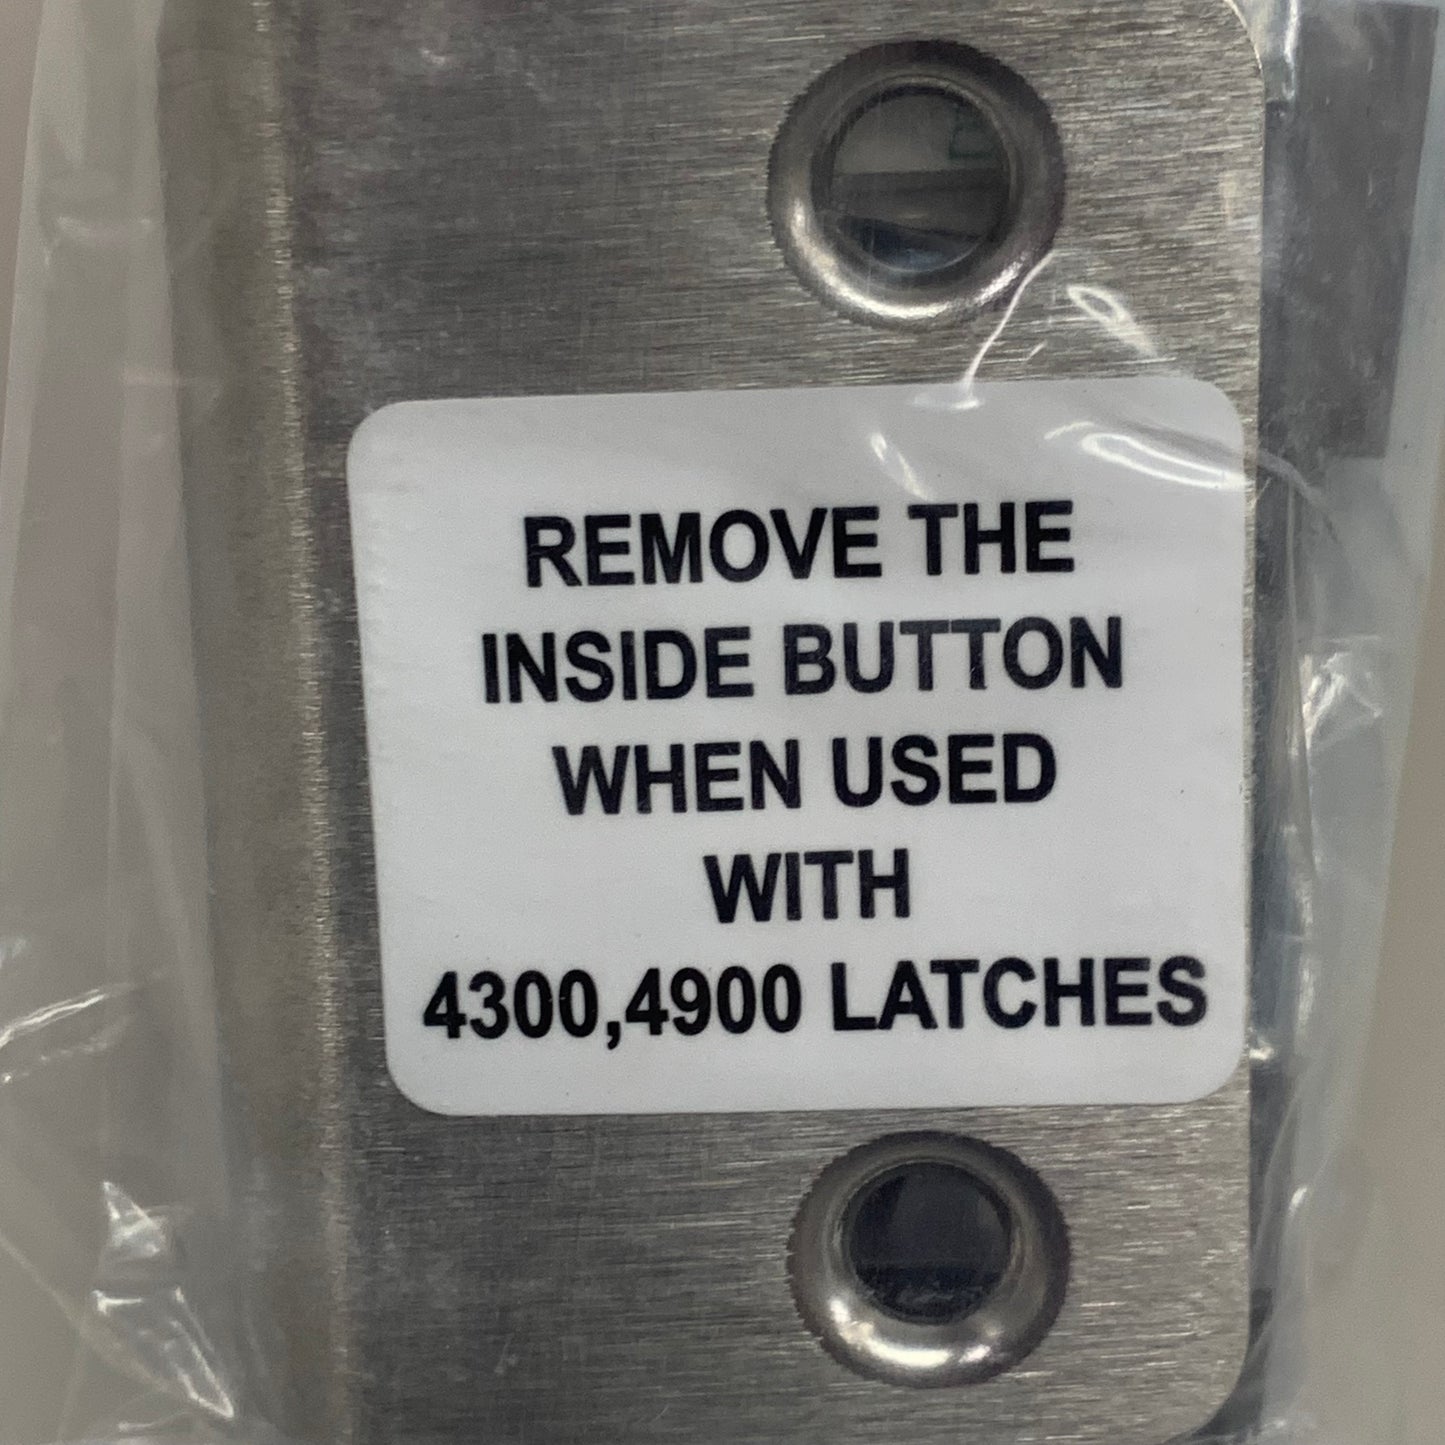 REMOVE THE
INSIDE BUTTON
WHEN USED
WITH
4300,4900 LATCHES